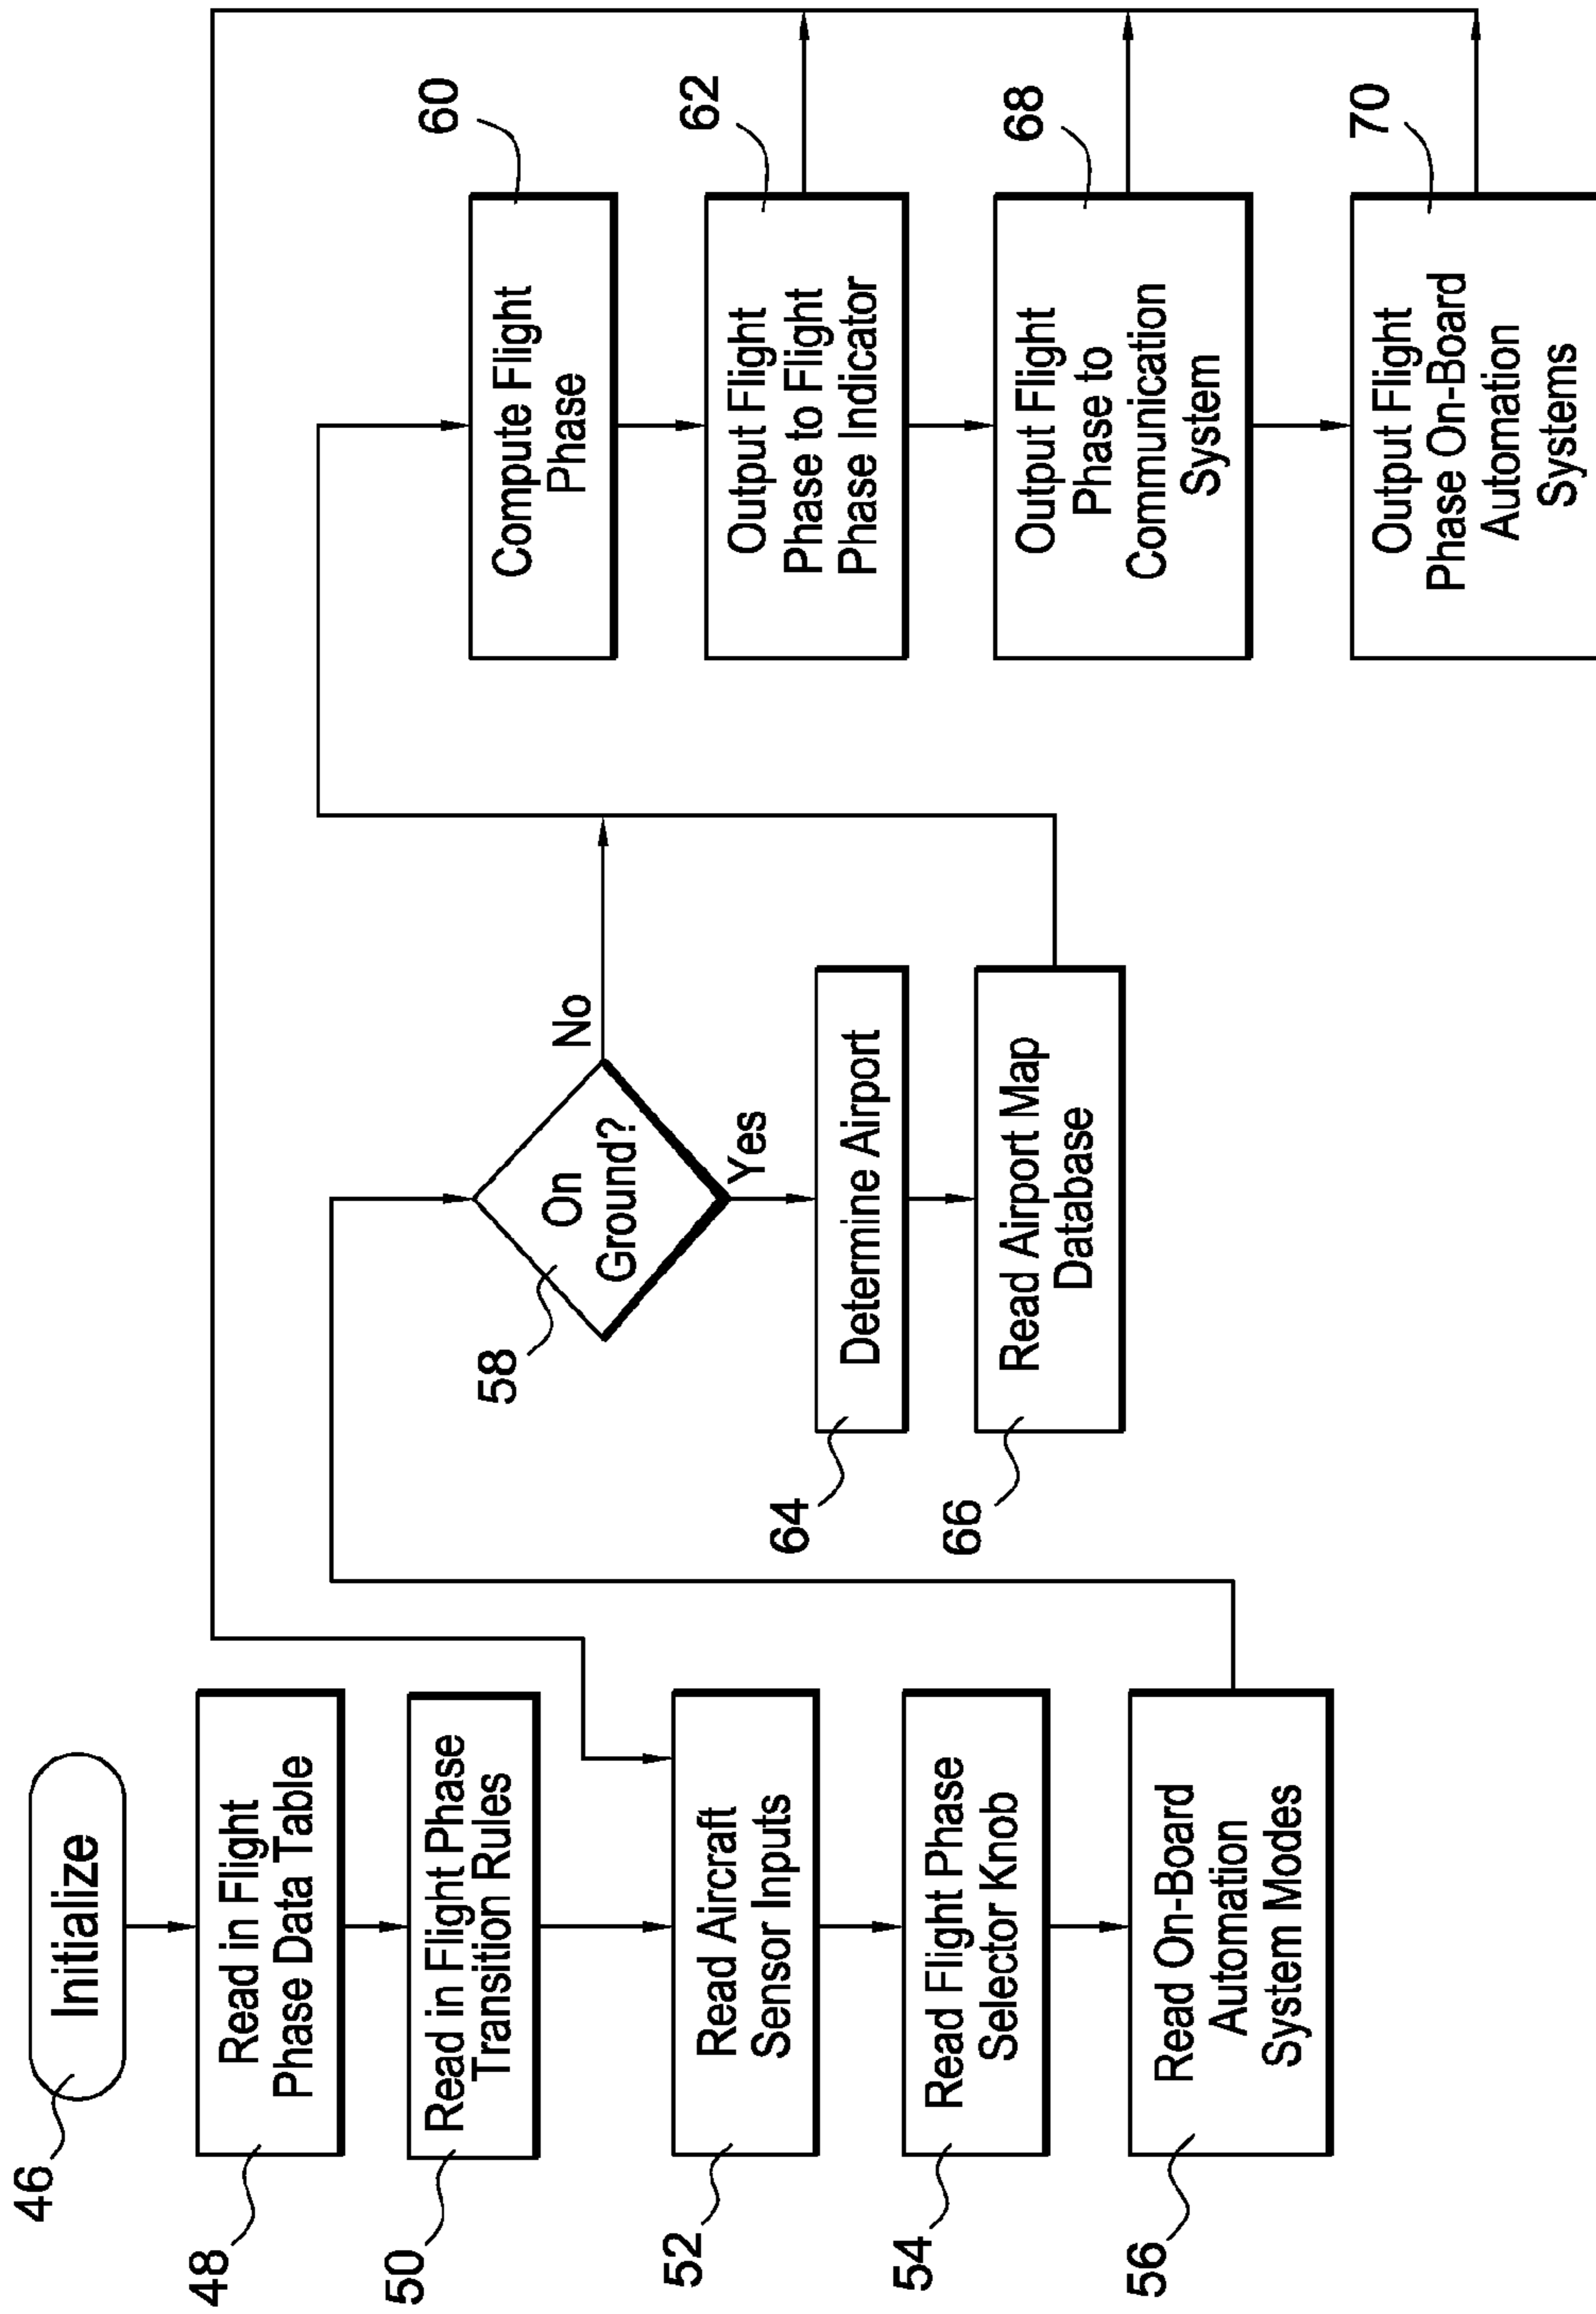 46
Initialize
48
Read in Flight
Phase Data Table
50
Read in Flight Phase
Transition Rules
52
Read Aircraft
Sensor Inputs
54
Read Flight Phase
Selector Knob
56
Read On-Board
Automation
System Modes
58
On
Ground?
No
Yes
64
Determine Airport
66
Read Airport Map
Database
60
Compute Flight
Phase
62
Output Flight
Phase to Flight
Phase Indicator
68
Output Flight
Phase to
Communication
System
70
Output Flight
Phase On-Board
Automation
Systems